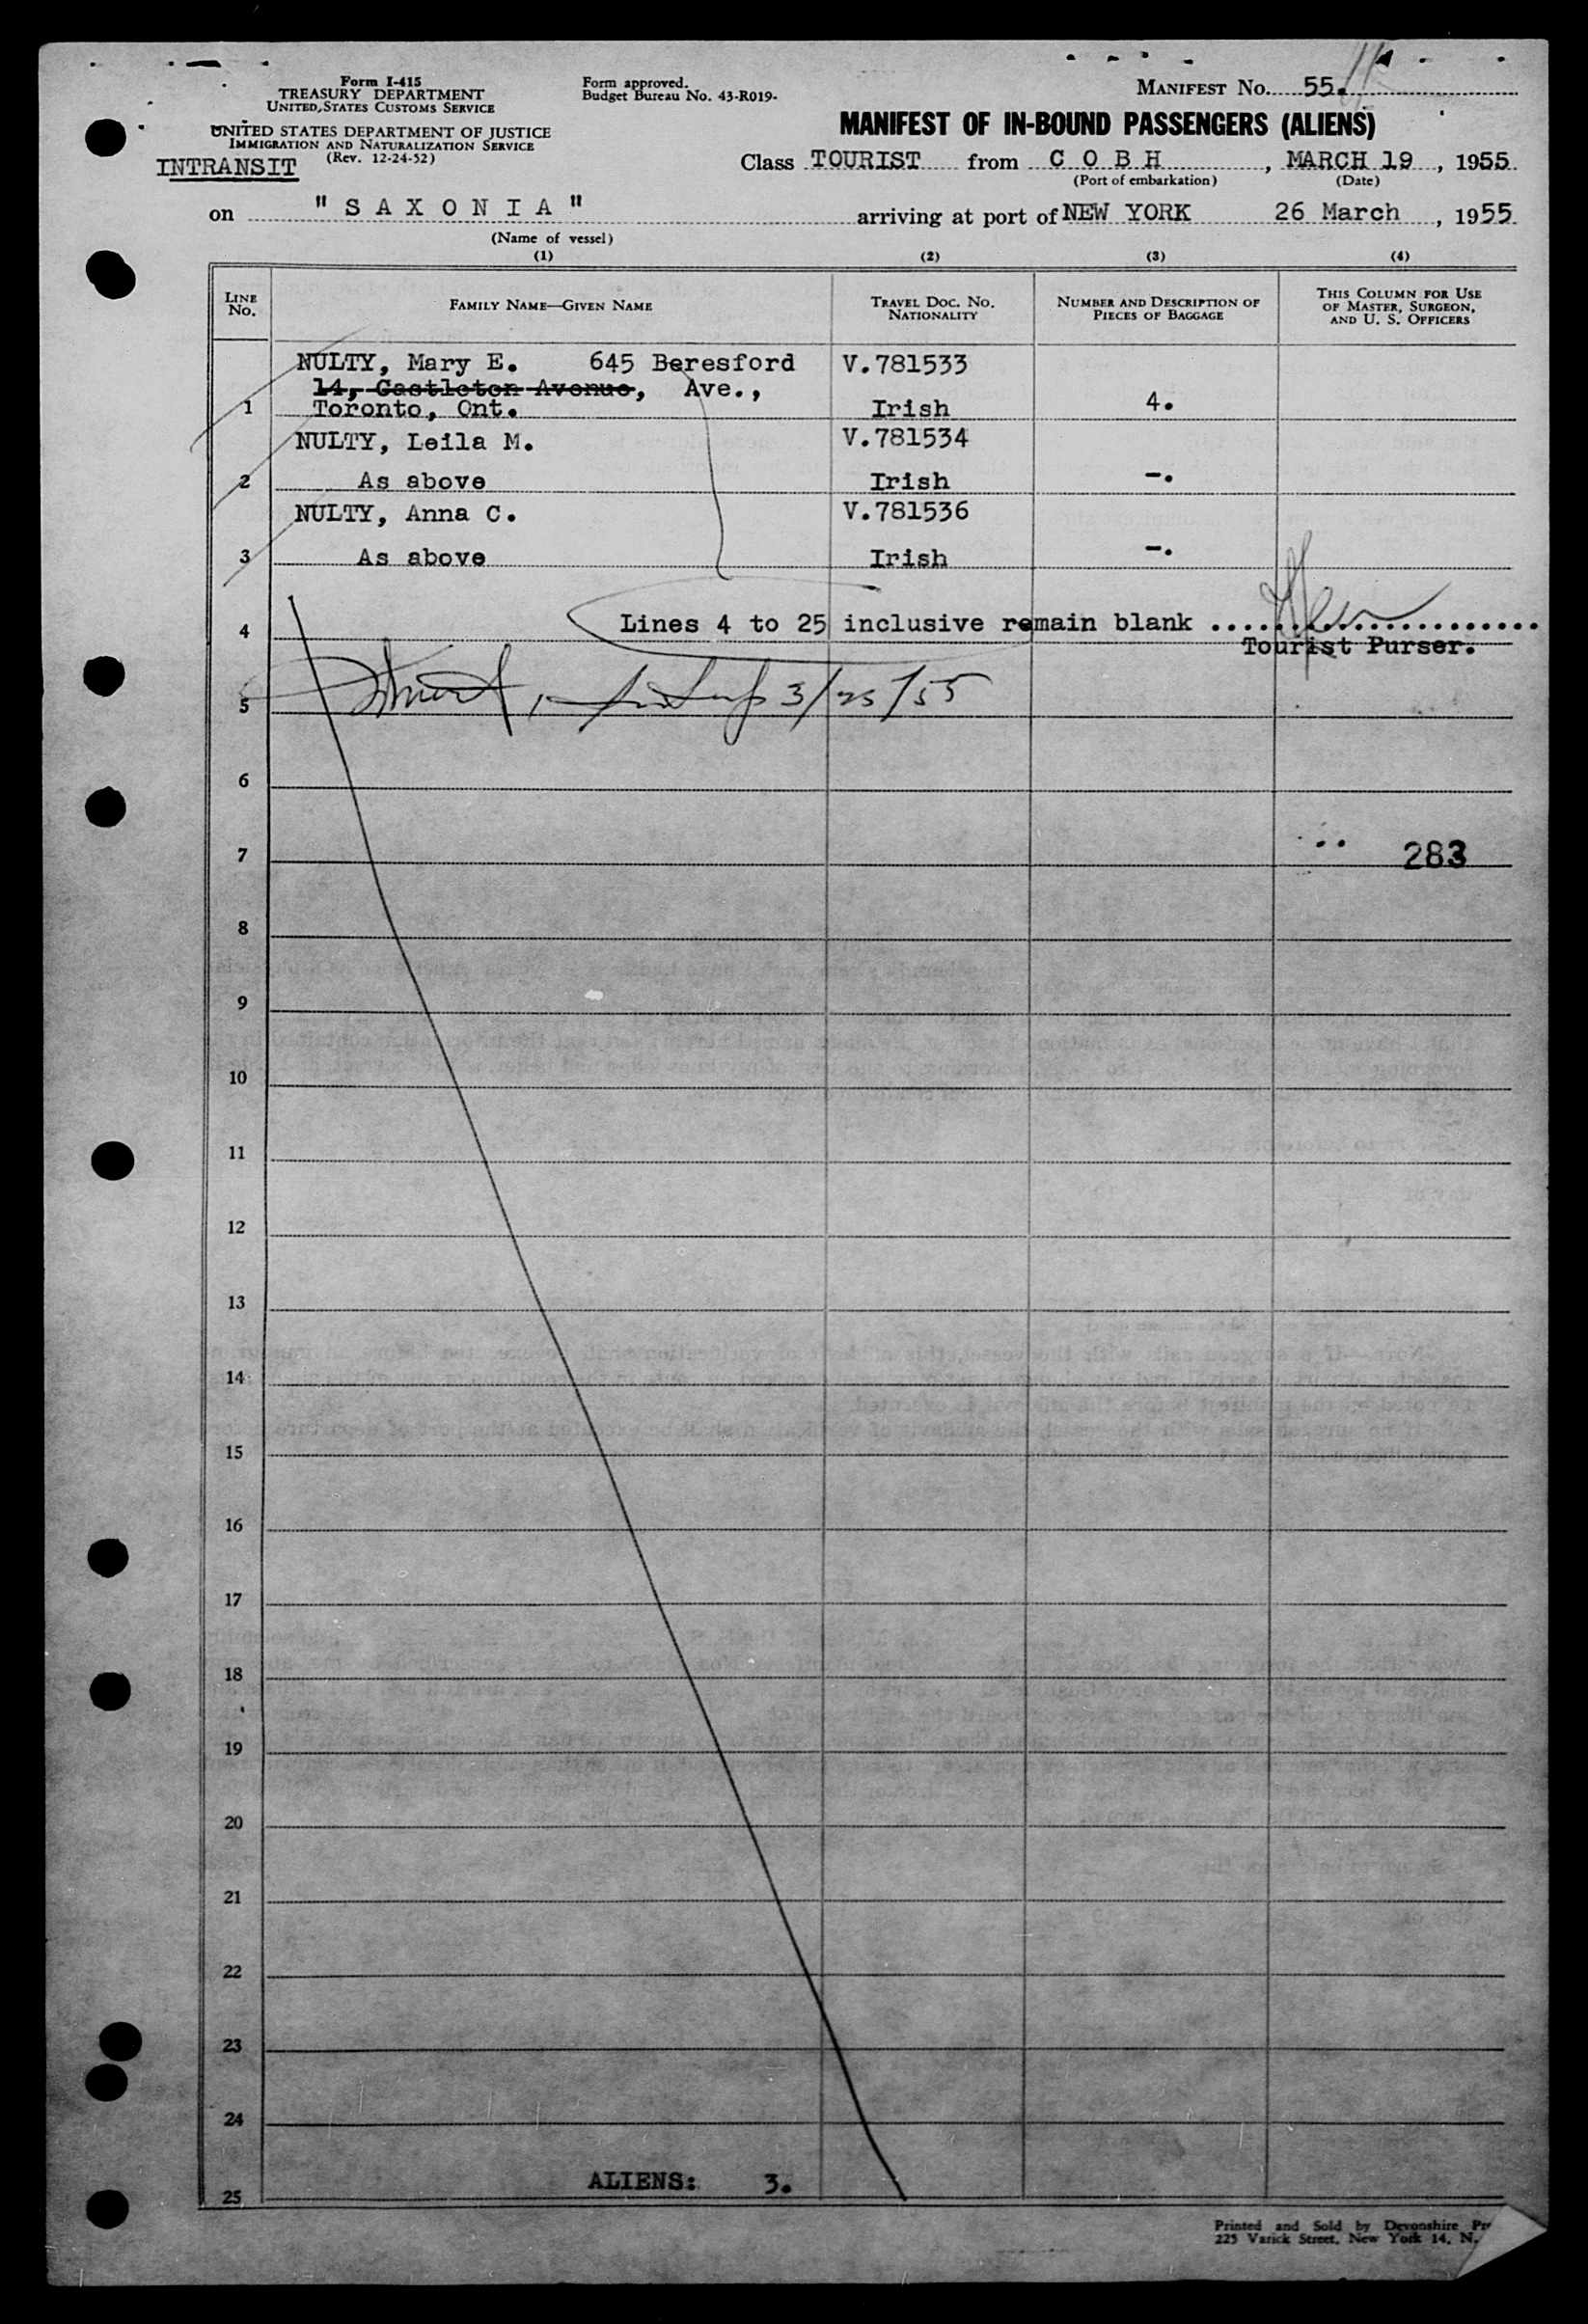 Form I-415
TREASURY DEPARTMENT
UNITED STATES CUSTOMS SERVICE
UNITED STATES DEPARTMENT OF JUSTICE
IMMIGRATION AND NATURALIZATION SERVICE
(Rev. 12-24-52)
INTRANSIT
Form approved.
Budget Bureau No. 43-R019-
MANIFEST No. 55.
MANIFEST OF IN-BOUND PASSENGERS (ALIENS)
Class TOURIST from C O B H, MARCH 19, 1955
(Port of embarkation) (Date)
on "S A X O N I A" arriving at port of NEW YORK 26 March, 1955
(Name of vessel)
(1) (2) (3) (4)
LINE No. FAMILY NAME—GIVEN NAME TRAVEL DOC. NO. NATIONALITY NUMBER AND DESCRIPTION OF PIECES OF BAGGAGE THIS COLUMN FOR USE OF MASTER, SURGEON, AND U. S. OFFICERS
NULTY, Mary E. 645 Beresford V.781533
14, Castleton Avenue, Ave.,
1 Toronto, Ont. Irish 4.
NULTY, Leila M. V.781534
2 As above Irish -.
NULTY, Anna C. V.781536
3 As above Irish -.
4 Lines 4 to 25 inclusive remain blank ....................
Tourist Purser.
5 3/25/55
6
7 283
8
9
10
11
12
13
14
15
16
17
18
19
20
21
22
23
24
25 ALIENS: 3.
Printed and Sold by Devonshire
225 Varick Street, New York 14, N.